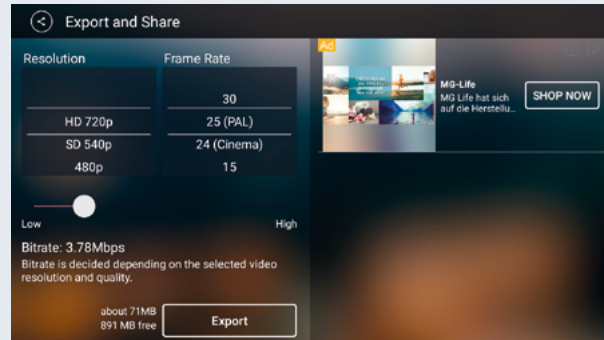 Export and Share
Resolution
Frame Rate
HD 720p
SD 540p
480p
30
25 (PAL)
24 (Cinema)
15
Low
High
Bitrate: 3.78Mbps
Bitrate is decided depending on the selected video
resolution and quality.
about 71MB
891 MB free
Export
Ad
MG-Life
MG Life hat sich
auf die Herstellu...
SHOP NOW